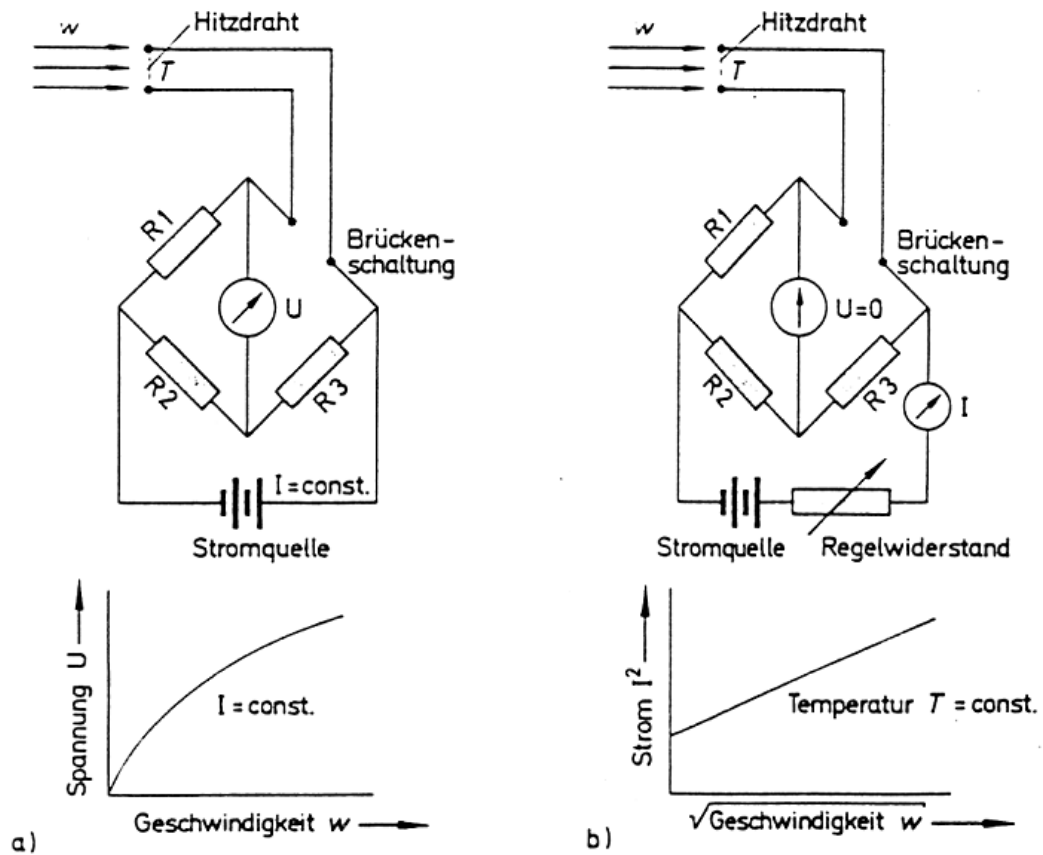 w
Hitzdraht
T
R1
Brücken-
schaltung
U
R2
R3
I = const.
Stromquelle
Spannung U
I = const.
Geschwindigkeit w
a)
w
Hitzdraht
T
R1
Brücken-
schaltung
U=0
R2
R3
I
Stromquelle
Regelwiderstand
Strom I²
Temperatur T = const.
√Geschwindigkeit w
b)